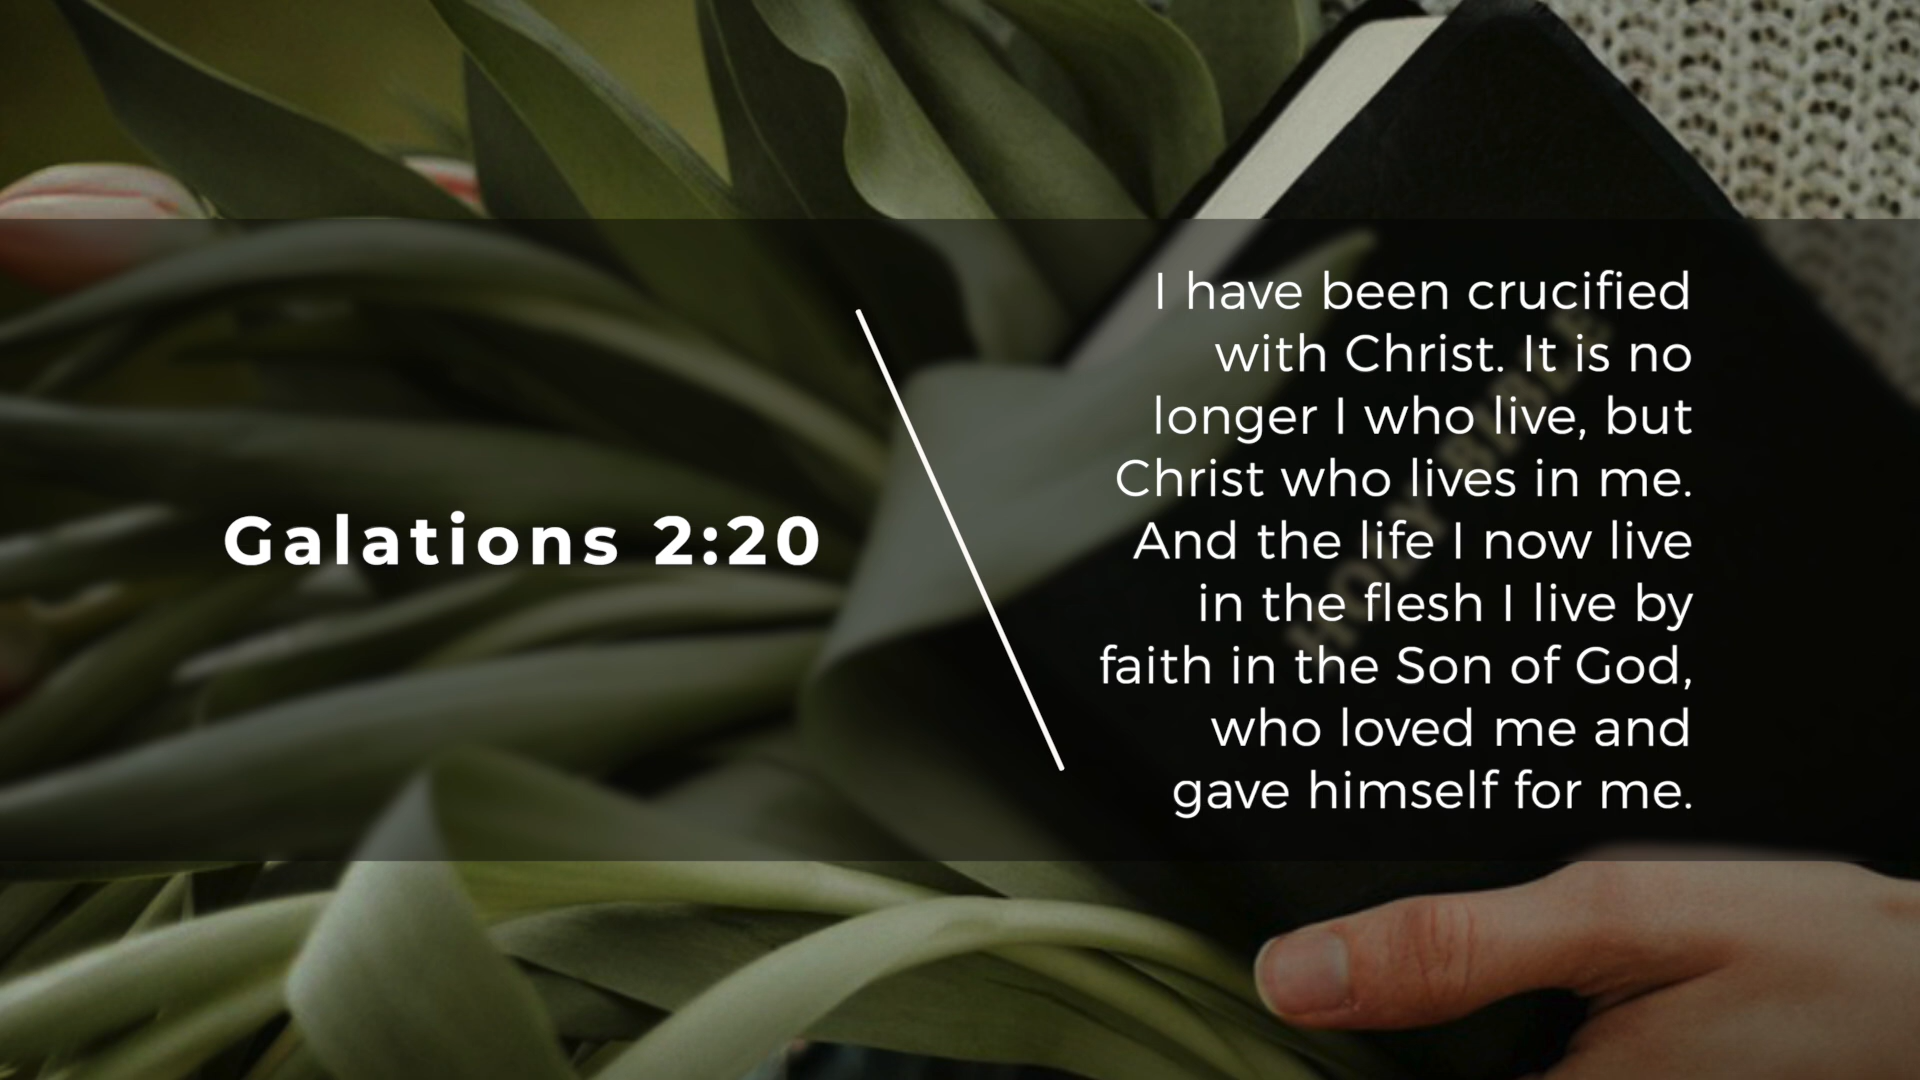 Galations 2:20
I have been crucified
with Christ. It is no
longer I who live, but
Christ who lives in me.
And the life I now live
in the flesh I live by
faith in the Son of God,
who loved me and
gave himself for me.
HOLY BIBLE